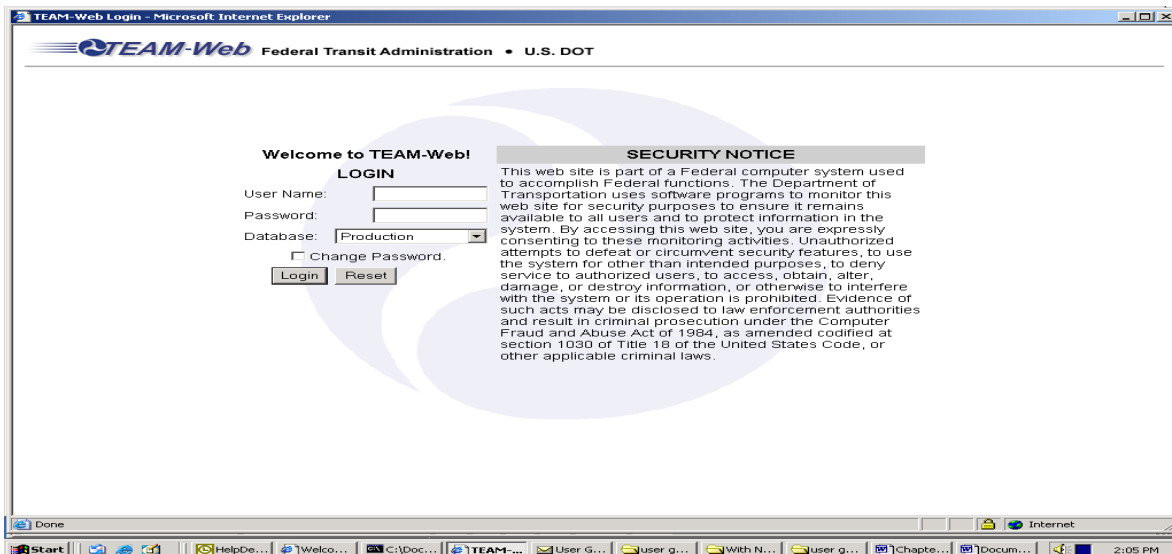 TEAM-Web Login - Microsoft Internet Explorer
TEAM-Web Federal Transit Administration • U.S. DOT
Welcome to TEAM-Web!
LOGIN
User Name:
Password:
Database: Production
Change Password.
Login Reset
SECURITY NOTICE
This web site is part of a Federal computer system used
to accomplish Federal functions. The Department of
Transportation uses software programs to monitor this
web site for security purposes to ensure it remains
available to all users and to protect information in the
system. By accessing this web site, you are expressly
consenting to these monitoring activities. Unauthorized
attempts to defeat or circumvent security features, to use
the system for other than intended purposes, to deny
service to authorized users, to access, obtain, alter,
damage, or destroy information, or otherwise to interfere
with the system or its operation is prohibited. Evidence of
such acts may be disclosed to law enforcement authorities
and result in criminal prosecution under the Computer
Fraud and Abuse Act of 1984, as amended codified at
section 1030 of Title 18 of the United States Code, or
other applicable criminal laws.
Done Internet
Start HelpDe... Welco... C:\Doc... TEAM-... User G... user g... With N... user g... Chapte... Docum... 2:05 PM